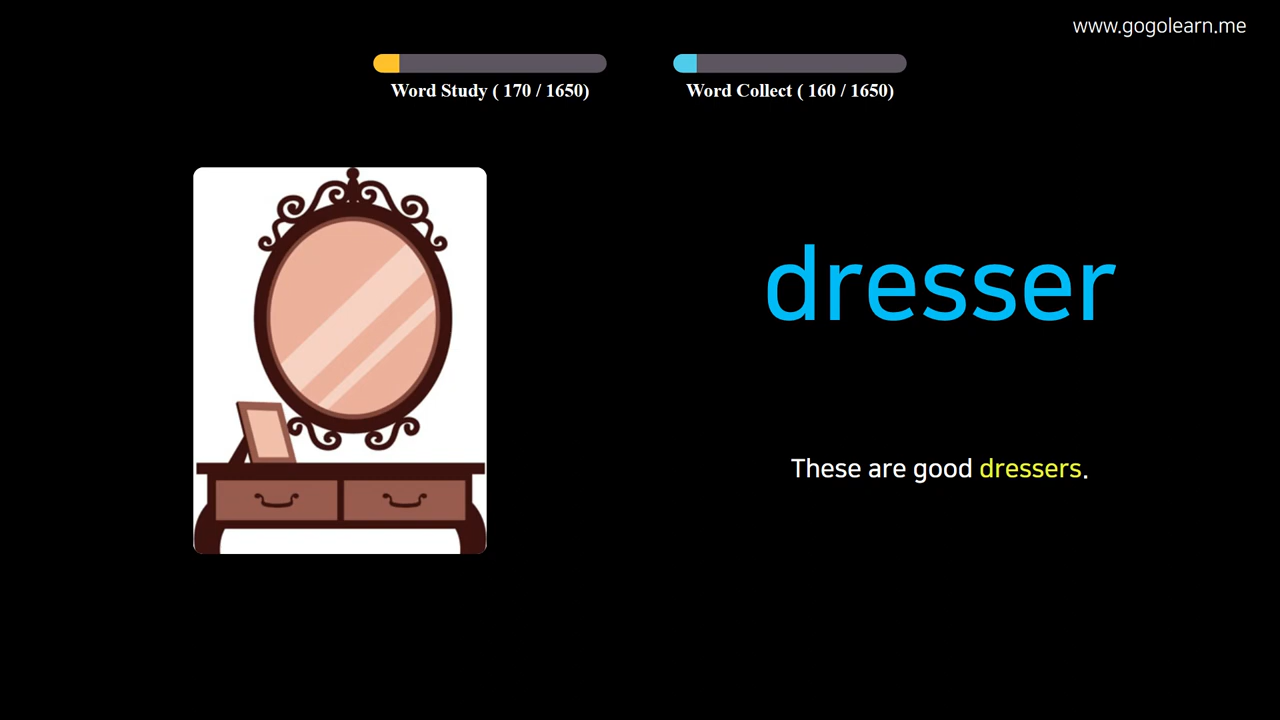 www.gogolearn.me
Word Study ( 170 / 1650)
Word Collect ( 160 / 1650)
dresser
These are good dressers.